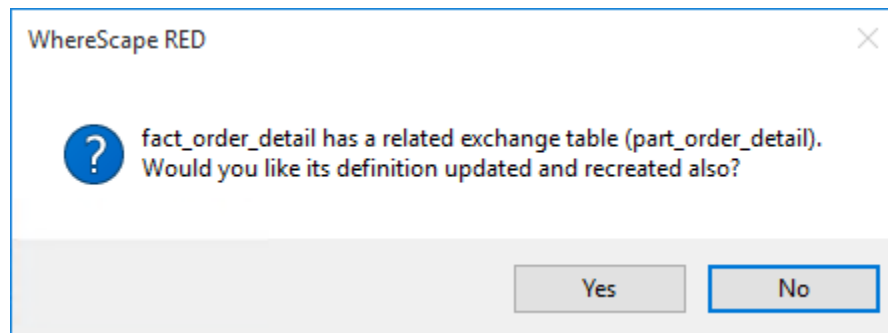 WhereScape RED
fact_order_detail has a related exchange table (part_order_detail).
Would you like its definition updated and recreated also?
Yes
No